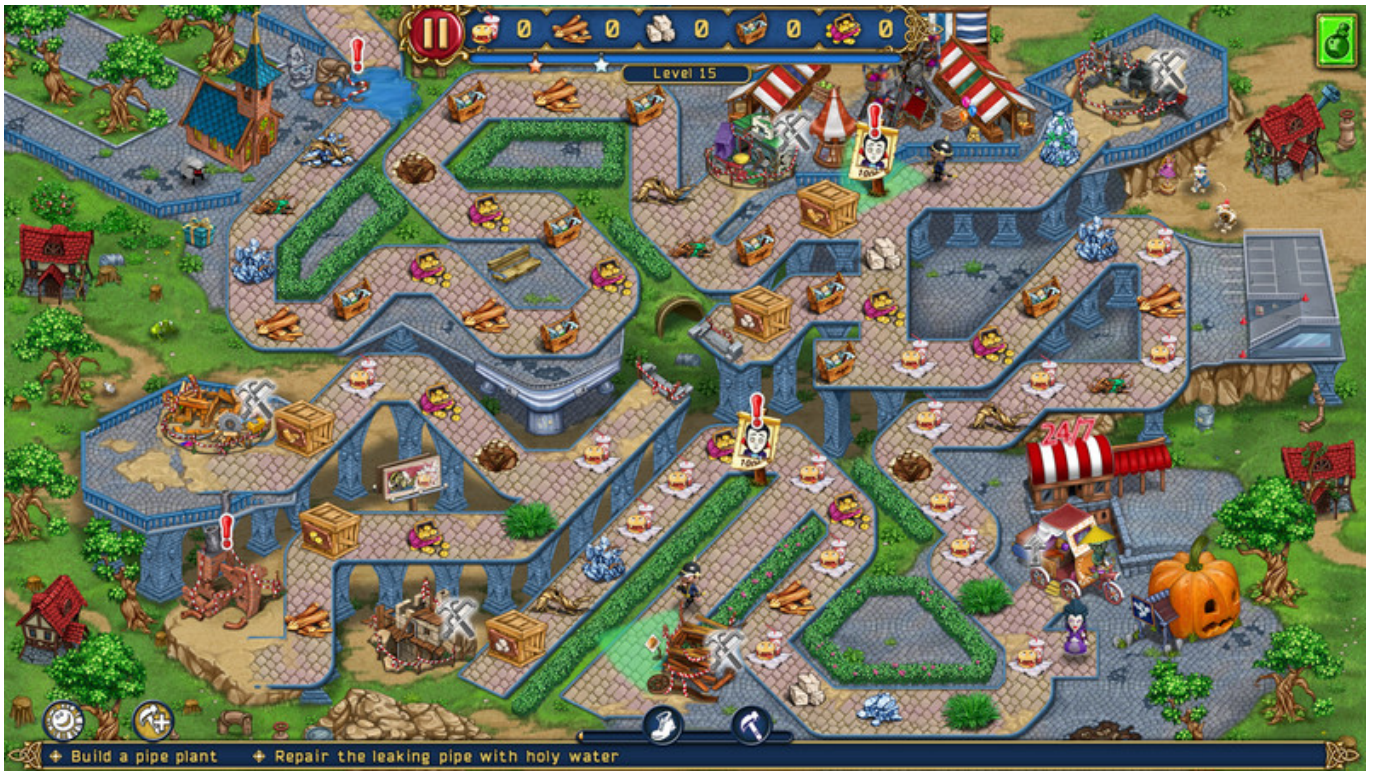 0 0 0 0 0
Level 15
24/7
Build a pipe plant Repair the leaking pipe with holy water